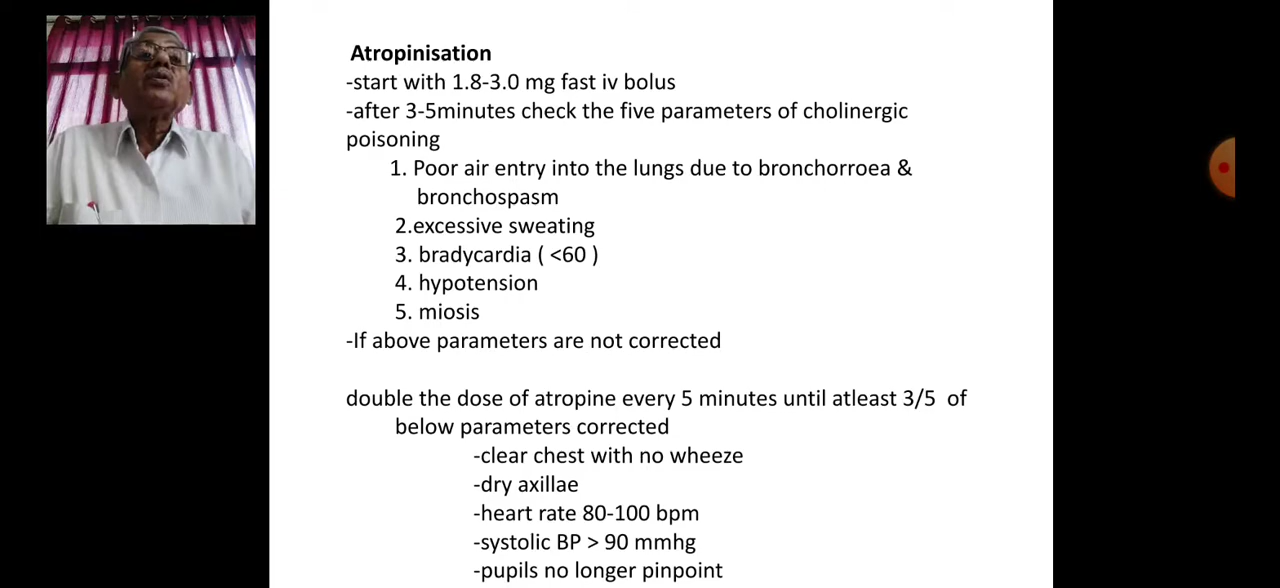 Atropinisation
-start with 1.8-3.0 mg fast iv bolus
-after 3-5minutes check the five parameters of cholinergic
poisoning
1. Poor air entry into the lungs due to bronchorroea &
bronchospasm
2.excessive sweating
3. bradycardia ( <60 )
4. hypotension
5. miosis
-If above parameters are not corrected
double the dose of atropine every 5 minutes until atleast 3/5 of
below parameters corrected
-clear chest with no wheeze
-dry axillae
-heart rate 80-100 bpm
-systolic BP > 90 mmhg
-pupils no longer pinpoint